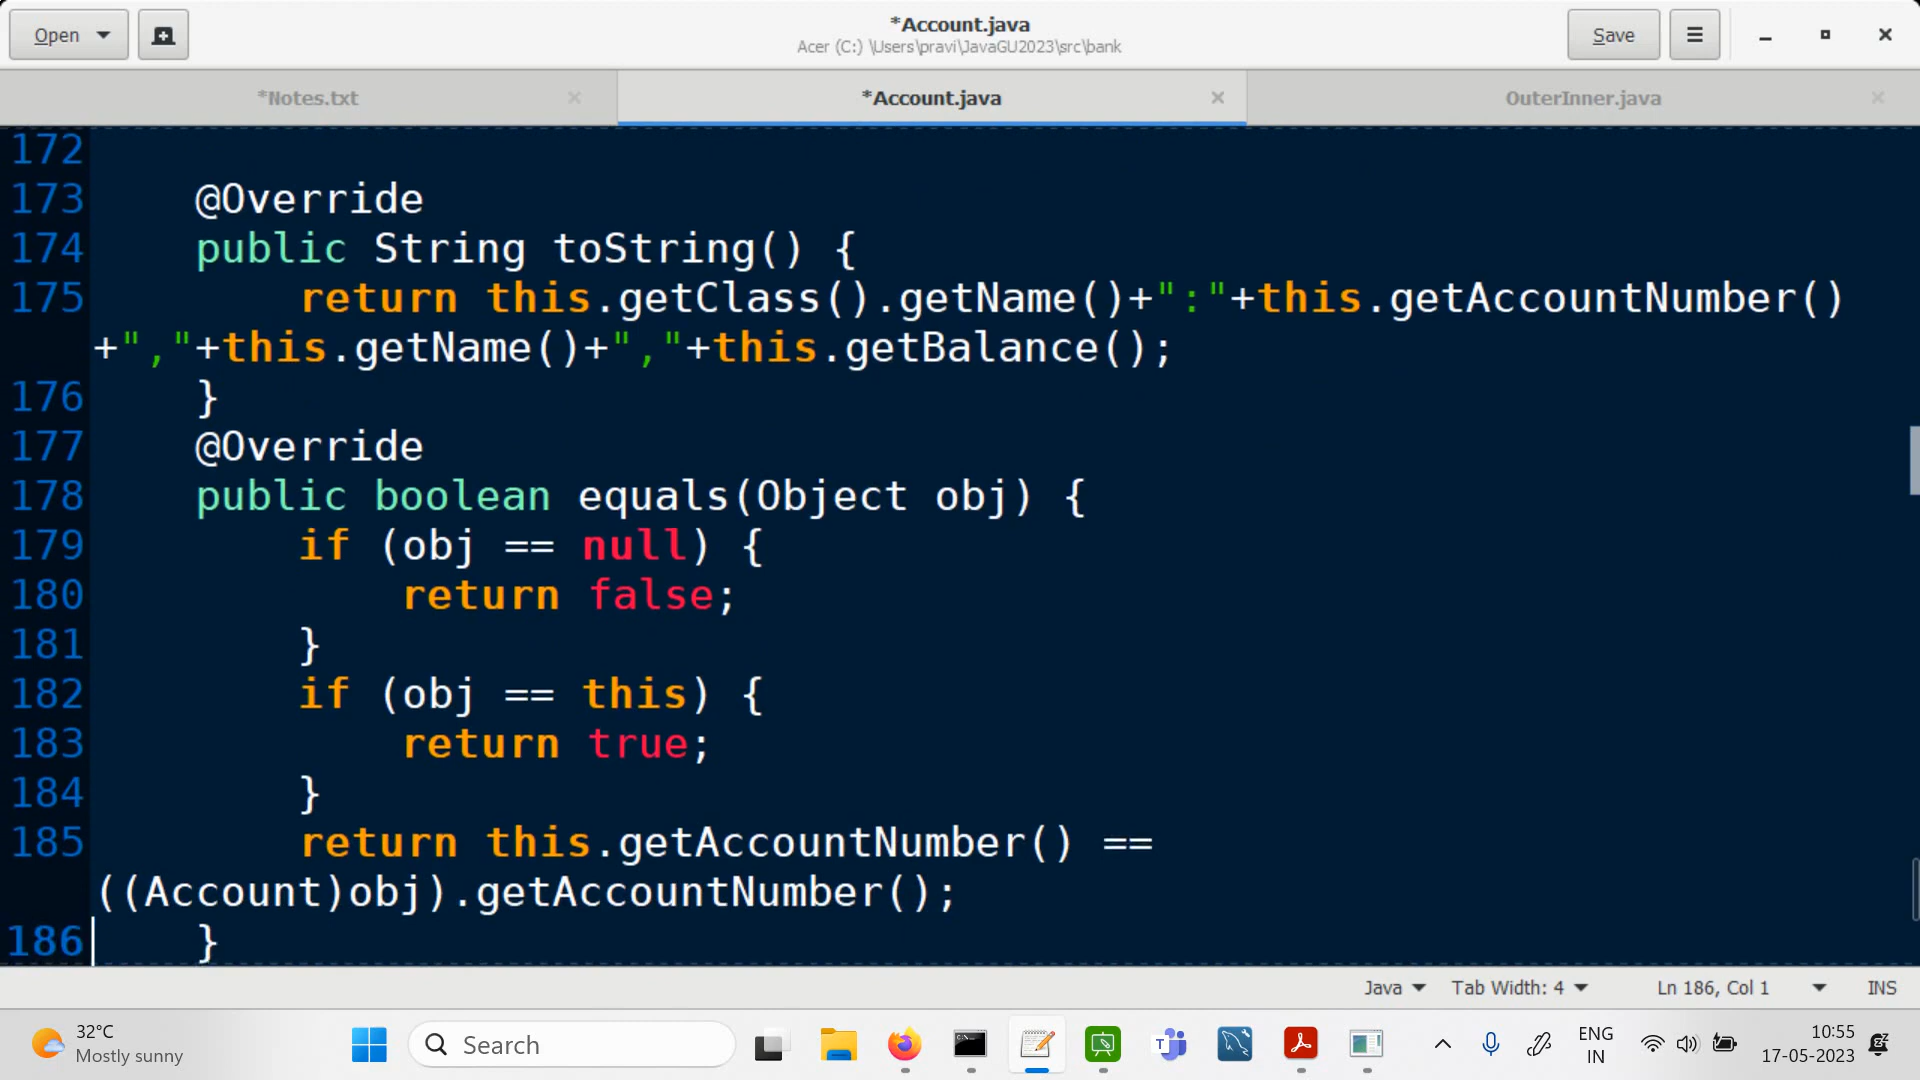 Open
*Account.java
Acer (C:) \Users\pravi\JavaGU2023\src\bank
Save
*Notes.txt
*Account.java
OuterInner.java
172
173     @Override
174     public String toString() {
175         return this.getClass().getName()+":"+this.getAccountNumber()
+","+this.getName()+","+this.getBalance();
176     }
177     @Override
178     public boolean equals(Object obj) {
179         if (obj == null) {
180             return false;
181         }
182         if (obj == this) {
183             return true;
184         }
185         return this.getAccountNumber() ==
((Account)obj).getAccountNumber();
186     }
Java
Tab Width: 4
Ln 186, Col 1
INS
32°C
Mostly sunny
Search
ENG
IN
10:55
17-05-2023